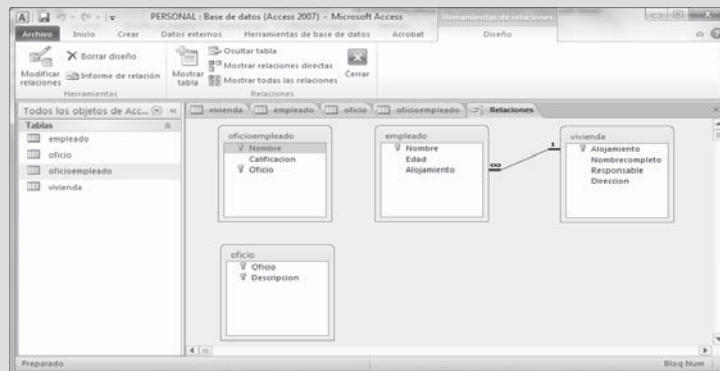 PERSONAL : Base de datos (Access 2007) - Microsoft Access
Herramientas de relaciones
Archivo Inicio Crear Datos externos Herramientas de base de datos Acrobat Diseño
Modificar relaciones
Borrar diseño
Informe de relación
Herramientas
Mostrar tabla
Ocultar tabla
Mostrar relaciones directas
Mostrar todas las relaciones
Cerrar
Relaciones
Todos los objetos de Acc...
Tablas
empleado
oficio
oficioempleado
vivienda
vivienda empleado oficio oficioempleado Relaciones
oficioempleado
Nombre
Calificacion
Oficio
empleado
Nombre
Edad
Alojamiento
∞
1
vivienda
Alojamiento
Nombrecompleto
Responsable
Direccion
oficio
Oficio
Descripcion
Preparado
Bloq Num